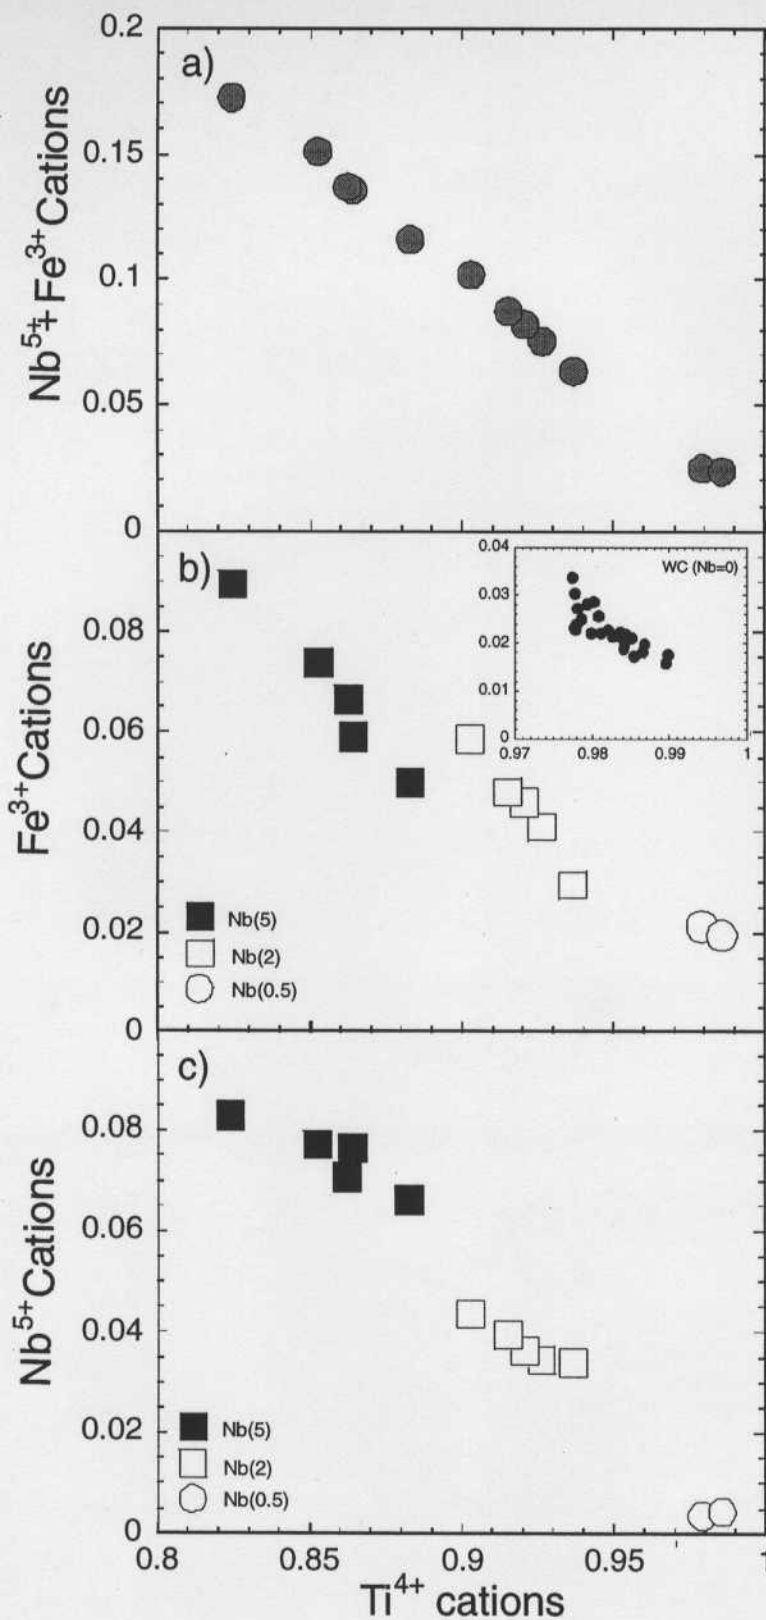 0.2
a)
0.15
0.1
0.05
0
Nb5++Fe3+Cations
b)
0.08
0.06
0.04
0.02
0
Fe3+Cations
0.04
0.03
0.02
0.01
0
0.97
0.98
0.99
1
WC (Nb=0)
Nb(5)
Nb(2)
Nb(0.5)
c)
0.08
0.06
0.04
0.02
0
Nb5+Cations
Nb(5)
Nb(2)
Nb(0.5)
0.8
0.85
0.9
0.95
1
Ti4+ cations